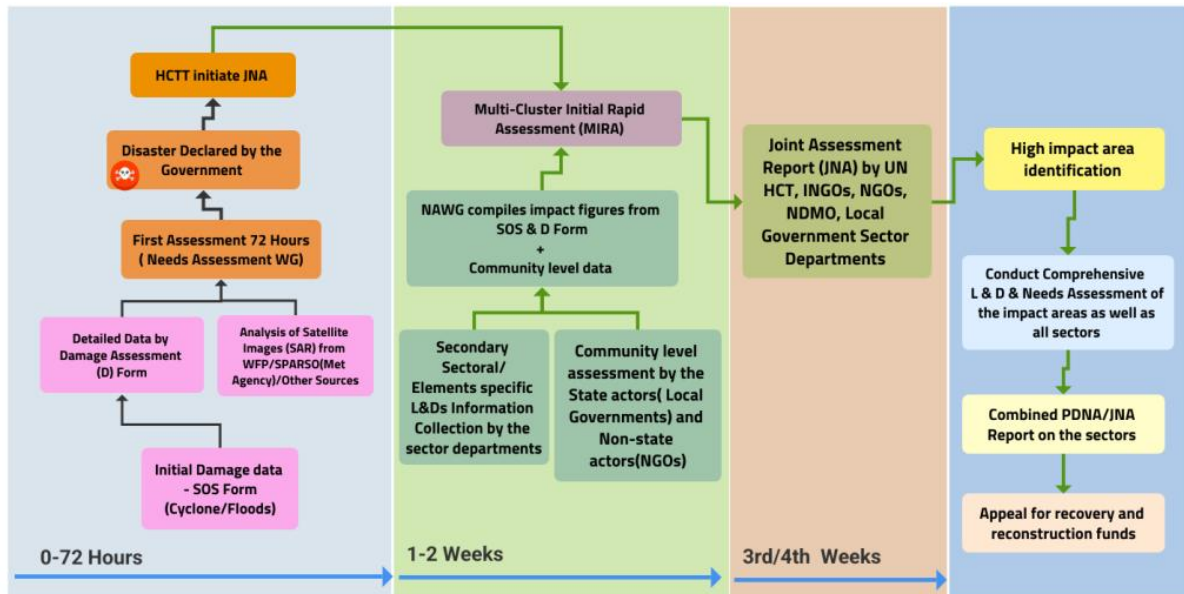 HCTT initiate JNA
Disaster Declared by the
Government
First Assessment 72 Hours
( Needs Assessment WG)
Detailed Data by
Damage Assessment
(D) Form
Analysis of Satellite
Images (SAR) from
WFP/SPARSO(Met
Agency)/Other Sources
Initial Damage data
- SOS Form
(Cyclone/Floods)
0-72 Hours
Multi-Cluster Initial Rapid
Assessment (MIRA)
NAWG compiles impact figures from
SOS & D Form
+
Community level data
Secondary
Sectoral/
Elements specific
L&Ds Information
Collection by the
sector departments
Community level
assessment by the
State actors( Local
Governments) and
Non-state
actors(NGOs)
1-2 Weeks
Joint Assessment
Report (JNA) by UN
HCT, INGOs, NGOs,
NDMO, Local
Government Sector
Departments
3rd/4th Weeks
High impact area
identification
Conduct Comprehensive
L & D & Needs Assessment of
the impact areas as well as
all sectors
Combined PDNA/JNA
Report on the sectors
Appeal for recovery and
reconstruction funds